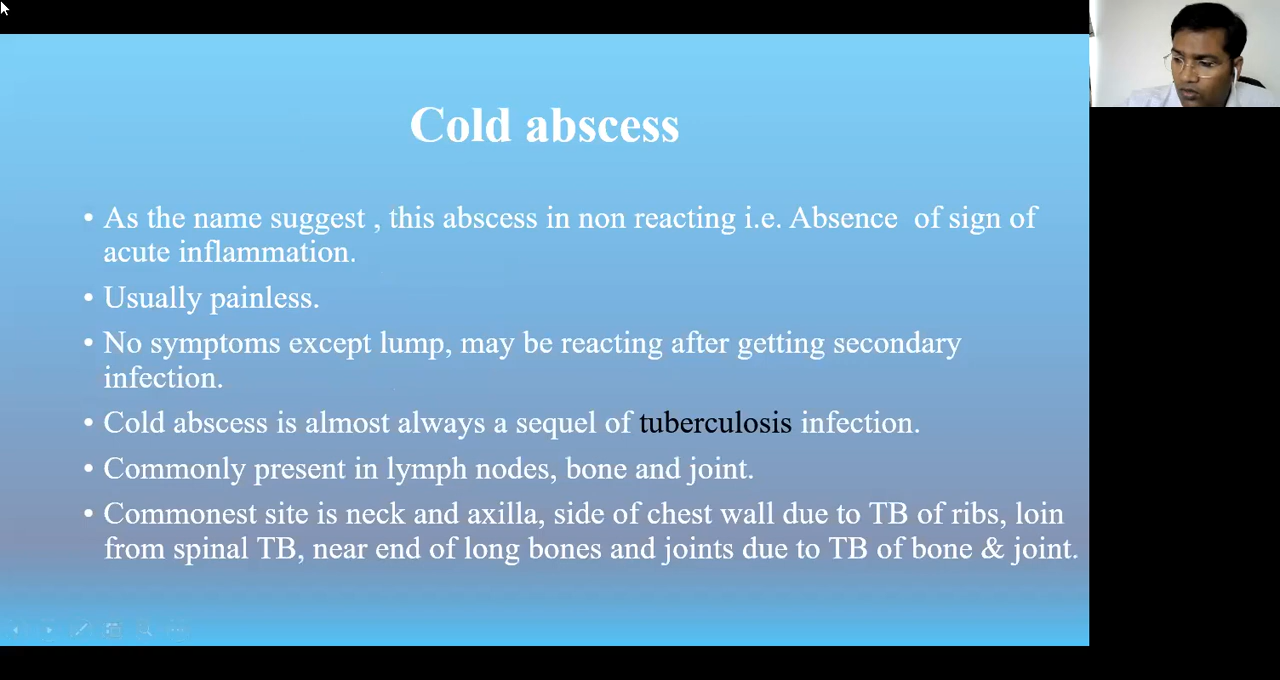 Cold abscess
• As the name suggest , this abscess in non reacting i.e. Absence of sign of
acute inflammation.
• Usually painless.
• No symptoms except lump, may be reacting after getting secondary
infection.
• Cold abscess is almost always a sequel of tuberculosis infection.
• Commonly present in lymph nodes, bone and joint.
• Commonest site is neck and axilla, side of chest wall due to TB of ribs, loin
from spinal TB, near end of long bones and joints due to TB of bone & joint.